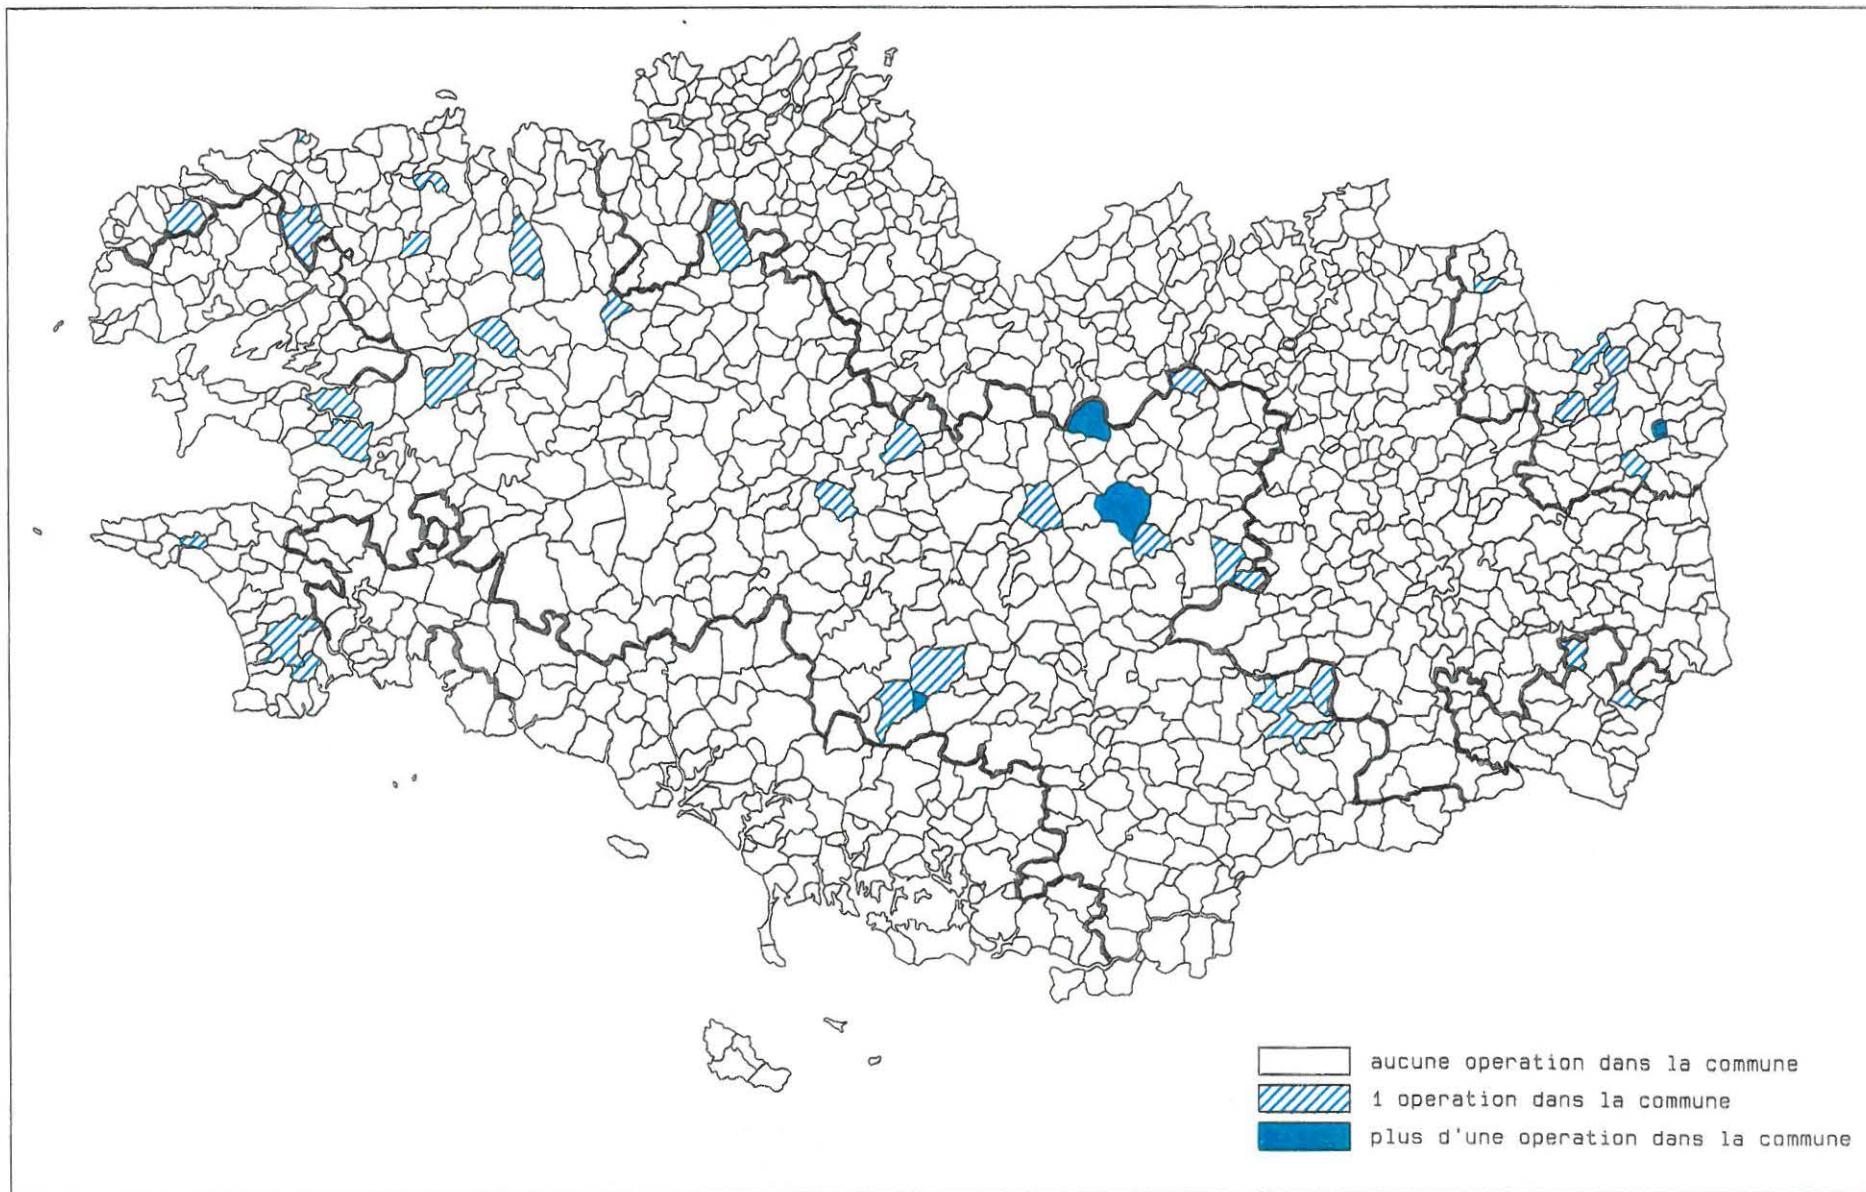 aucune operation dans la commune
1 operation dans la commune
plus d'une operation dans la commune